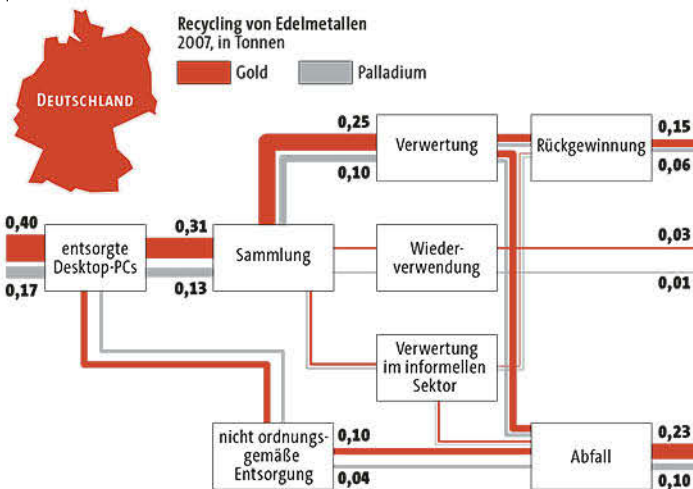 Recycling von Edelmetallen
2007, in Tonnen
Gold
Palladium
DEUTSCHLAND
0,25
0,10
Verwertung
Rückgewinnung
0,15
0,06
0,40
0,17
entsorgte
Desktop-PCs
0,31
0,13
Sammlung
Wieder-
verwendung
0,03
0,01
Verwertung
im informellen
Sektor
nicht ordnungs-
gemäße
Entsorgung
0,10
0,04
Abfall
0,23
0,10